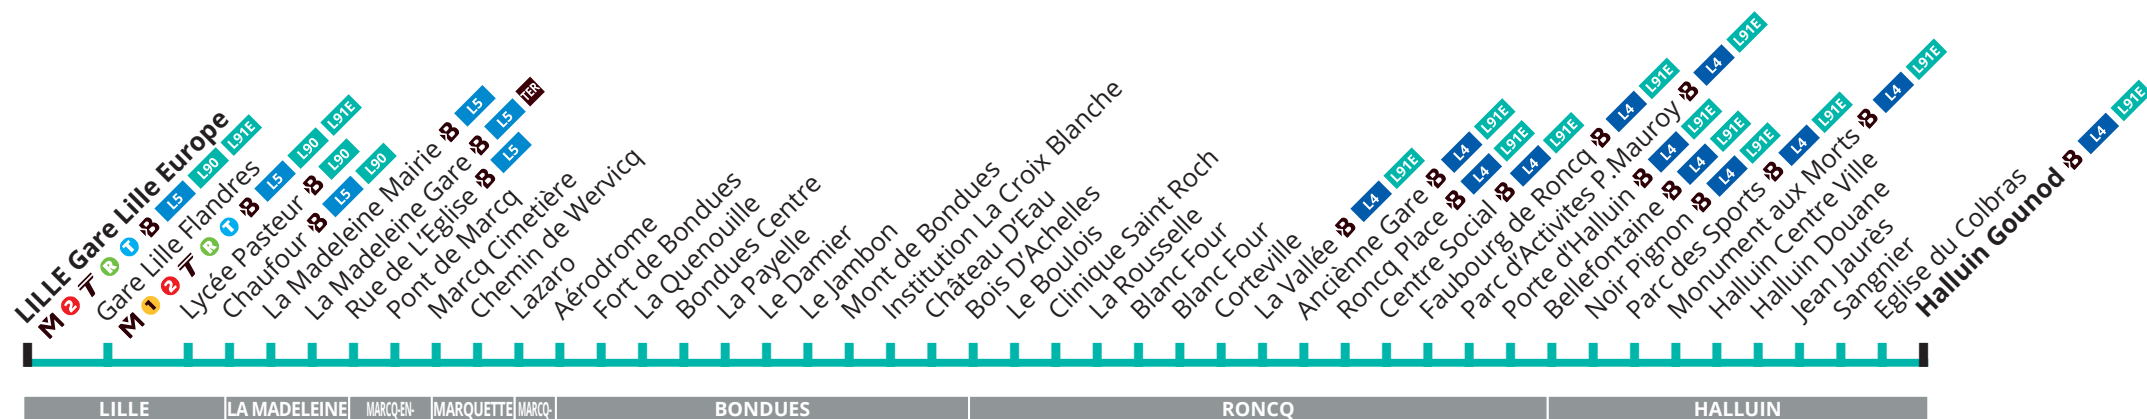 LILLE Gare Lille Europe
M 2 T R T B L5 L90 L91E
Gare Lille Flandres
M 1 2 T R T B L5 L90 L91E
Lycée Pasteur B L90
Chaufour B L5 L90
La Madeleine Mairie B L5
La Madeleine Gare B L5 TER
Rue de L'Eglise B L5
Pont de Marcq
Marcq Cimetière
Chemin de Wervicq
Lazaro
Aérodrome
Fort de Bondues
La Quenouille
Bondues Centre
La Payelle
Le Damier
Le Jambon
Mont de Bondues
Institution La Croix Blanche
Château D'Eau
Bois D'Achelles
Le Boulois
Clinique Saint Roch
La Rousselle
Blanc Four
Blanc Four
Corteville
La Vallée B L4 L91E
Anciènne Gare B L4 L91E
Roncq Place B L4 L91E
Centre Social B L4 L91E
Faubourg de Roncq B L4 L91E
Parc d'Activités P.Mauroy B L4 L91E
Porte d'Halluin B L4 L91E
Bellefontaine B L4 L91E
Noir Pignon B L4 L91E
Parc des Sports B L4 L91E
Monument aux Morts B L4 L91E
Halluin Centre Ville
Halluin Douane
Jean Jaurès
Sangnier
Eglise du Colbras
Halluin Gounod B L4 L91E
LILLE
LA MADELEINE
MARCQ-EN-
MARQUETTE
MARCQ-
BONDUES
RONCQ
HALLUIN